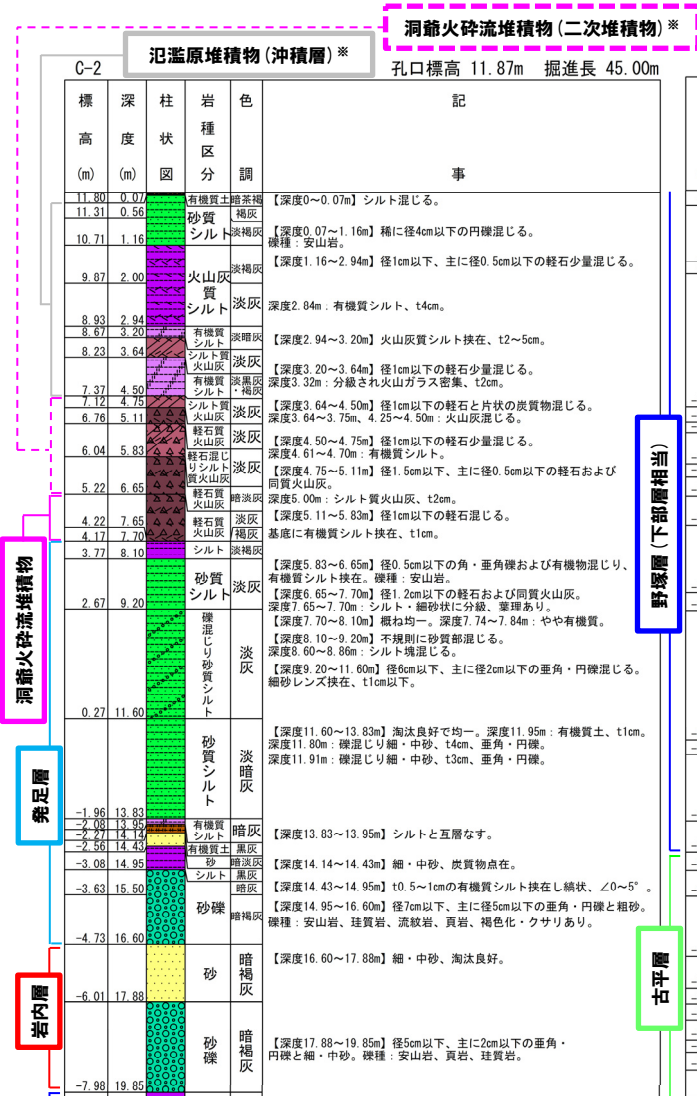 洞爺火砕流堆積物(二次堆積物)※
氾濫原堆積物(沖積層)※
C-2
孔口標高 11.87m 掘進長 45.00m
標高(m)
深度(m)
柱状図
岩種区分
色調
記事
11.80 0.07 有機質土 暗茶褐
11.31 0.56 褐灰
10.71 1.16 砂質シルト 淡褐灰
9.87 2.00 淡褐灰
8.93 2.94 火山灰質シルト 淡灰
8.67 3.20 有機質シルト 淡暗灰
8.23 3.64 シルト質火山灰 淡灰
7.37 4.50 有機質シルト 淡黒灰・褐灰
7.12 4.75 シルト質火山灰 淡灰
6.76 5.11 軽石質火山灰 淡灰
6.04 5.83 軽石混じりシルト質火山灰 淡灰
5.22 6.65 軽石質火山灰 暗淡灰
4.22 7.65 軽石質火山灰 淡灰
4.17 7.70 褐灰
3.77 8.10 シルト 淡褐灰
2.67 9.20 砂質シルト 淡灰
0.27 11.60 礫混じり砂質シルト 淡灰
-1.96 13.83 砂質シルト 淡暗灰
-2.08 13.95 有機質シルト 暗灰
-2.27 14.14 有機質土 黒灰
-2.56 14.43 砂 暗淡灰
-3.08 14.95 シルト 黒灰
-3.63 15.50 暗灰
-4.73 16.60 砂礫 暗褐灰
-6.01 17.88 砂 暗褐灰
-7.98 19.85 砂礫 暗褐灰
【深度0~0.07m】シルト混じる。
【深度0.07~1.16m】稀に径4cm以下の円礫混じる。
礫種:安山岩。
【深度1.16~2.94m】径1cm以下、主に径0.5cm以下の軽石少量混じる。
深度2.84m:有機質シルト、t4cm。
【深度2.94~3.20m】火山灰質シルト挟在、t2~5cm。
【深度3.20~3.64m】径1cm以下の軽石少量混じる。
深度3.32m:分級され火山ガラス密集、t2cm。
【深度3.64~4.50m】径1cm以下の軽石と片状の炭質物混じる。
深度3.64~3.75m、4.25~4.50m:火山灰混じる。
【深度4.50~4.75m】径1cm以下の軽石少量混じる。
深度4.61~4.70m:有機質シルト。
【深度4.75~5.11m】径1.5cm以下、主に径0.5cm以下の軽石および
同質火山灰。
深度5.00m:シルト質火山灰、t2cm。
【深度5.11~5.83m】径1cm以下の軽石混じる。
基底に有機質シルト挟在、t1cm。
【深度5.83~6.65m】径0.5cm以下の角・亜角礫および有機物混じり、
有機質シルト挟在。礫種:安山岩。
【深度6.65~7.70m】径1.2cm以下の軽石および同質火山灰。
深度7.65~7.70m:シルト・細砂状に分級、葉理あり。
【深度7.70~8.10m】概ね均一。深度7.74~7.84m:やや有機質。
【深度8.10~9.20m】不規則に砂質部混じる。
深度8.60~8.86m:シルト塊混じる。
【深度9.20~11.60m】径6cm以下、主に径2cm以下の亜角・円礫混じる。
細砂レンズ挟在、t1cm以下。
【深度11.60~13.83m】淘汰良好で均一。深度11.95m:有機質土、t1cm。
深度11.80m:礫混じり細・中砂、t4cm、亜角・円礫。
深度11.91m:礫混じり細・中砂、t3cm、亜角・円礫。
【深度13.83~13.95m】シルトと互層なす。
【深度14.14~14.43m】細・中砂、炭質物点在。
【深度14.43~14.95m】t0.5~1cmの有機質シルト挟在し縞状、∠0~5°。
【深度14.95~16.60m】径7cm以下、主に径5cm以下の亜角・円礫と粗砂。
礫種:安山岩、珪質岩、流紋岩、頁岩、褐色化・クサリあり。
【深度16.60~17.88m】細・中砂、淘汰良好。
【深度17.88~19.85m】径5cm以下、主に2cm以下の亜角・
円礫と細・中砂。礫種:安山岩、頁岩、珪質岩。
洞爺火砕流堆積物
発足層
岩内層
野塚層(下部層相当)
古平層